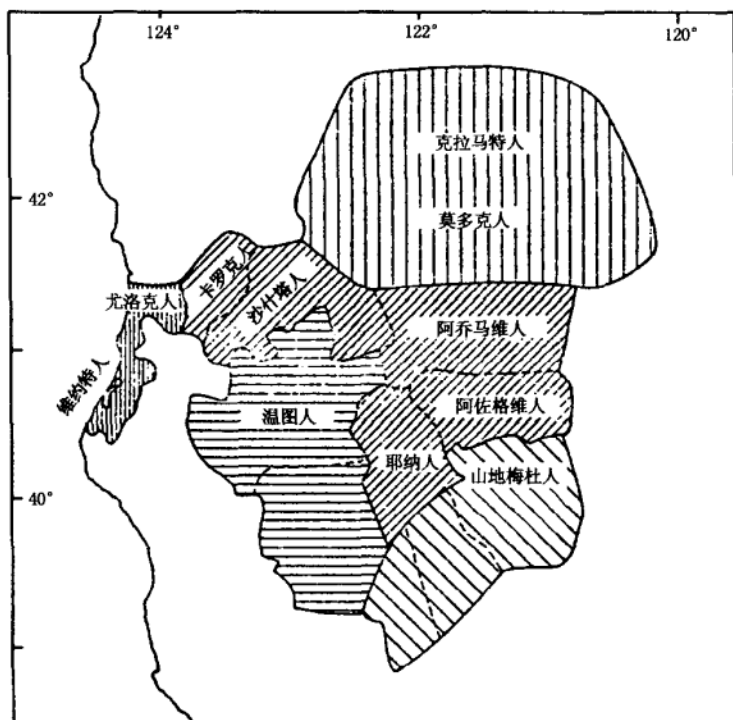 124°
122°
120°
克拉马特人
42°
莫多克人
卡罗克人
沙什塔人
尤洛克人
阿乔马维人
维约特人
阿佐格维人
温图人
耶纳人
山地梅杜人
40°